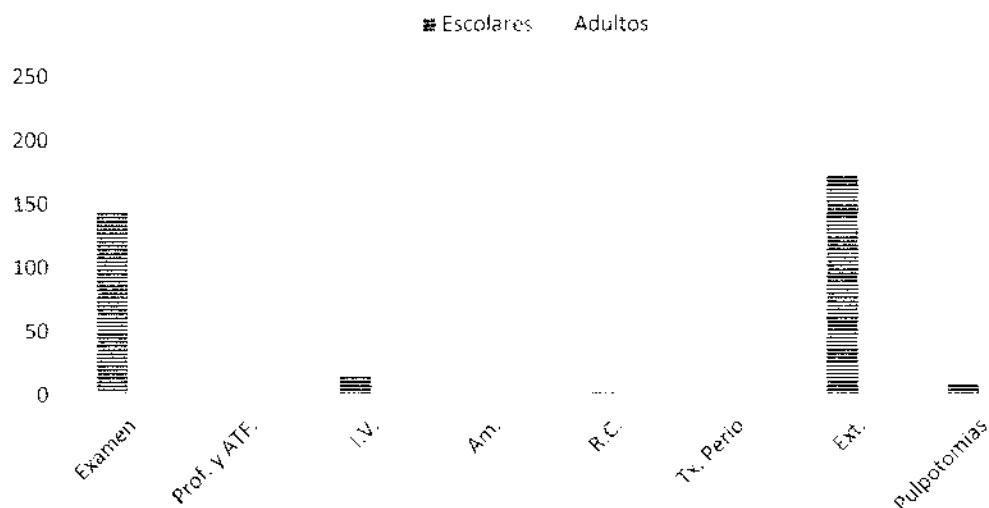 Escolares Adultos
250
200
150
100
50
0
Examen
Prof. y ATF.
I.V.
Am.
R.C.
Tx. Perio
Ext.
Pulpotomias